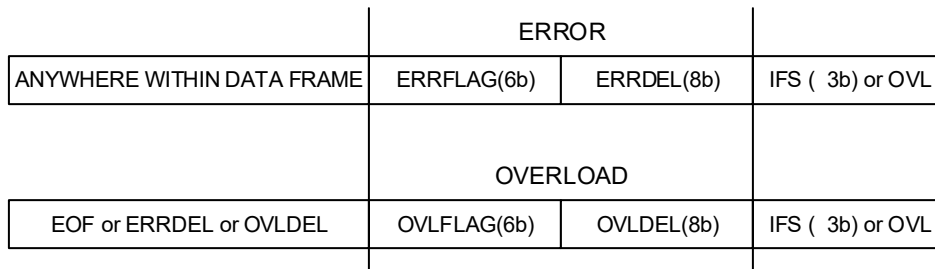 ERROR
ANYWHERE WITHIN DATA FRAME ERRFLAG(6b) ERRDEL(8b) IFS ( 3b) or OVL
OVERLOAD
EOF or ERRDEL or OVLDEL OVLFLAG(6b) OVLDEL(8b) IFS ( 3b) or OVL